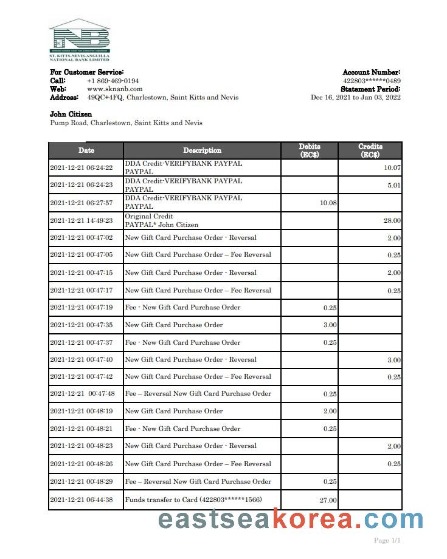 ST. KITTS-NEVIS-ANGUILLA
NATIONAL BANK LIMITED
For Customer Service:
Call: +1 869-469-0194
Web: www.sknanb.com
Address: 49QC+4FQ, Charlestown, Saint Kitts and Nevis
Account Number:
422803******0489
Statement Period:
Dec 16, 2021 to Jan 03, 2022
John Citizen
Pump Road, Charlestown, Saint Kitts and Nevis
Date Description Debits (EC$) Credits (EC$)
2021-12-21 06:24:22 DDA Credit-VERIFYBANK PAYPAL PAYPAL 10.07
2021-12-21 06:24:23 DDA Credit-VERIFYBANK PAYPAL PAYPAL 5.01
2021-12-21 06:27:57 DDA Credit-VERIFYBANK PAYPAL PAYPAL 10.08
2021-12-21 14:49:23 Original Credit PAYPAL* John Citizen 28.00
2021-12-21 00:47:02 New Gift Card Purchase Order - Reversal 2.00
2021-12-21 00:47:05 New Gift Card Purchase Order – Fee Reversal 0.25
2021-12-21 00:47:15 New Gift Card Purchase Order - Reversal 2.00
2021-12-21 00:47:17 New Gift Card Purchase Order – Fee Reversal 0.25
2021-12-21 00:47:19 Fee - New Gift Card Purchase Order 0.25
2021-12-21 00:47:35 New Gift Card Purchase Order 3.00
2021-12-21 00:47:37 Fee - New Gift Card Purchase Order 0.25
2021-12-21 00:47:40 New Gift Card Purchase Order - Reversal 3.00
2021-12-21 00:47:42 New Gift Card Purchase Order – Fee Reversal 0.25
2021-12-21 00:47:48 Fee – Reversal New Gift Card Purchase Order 0.25
2021-12-21 00:48:19 New Gift Card Purchase Order 2.00
2021-12-21 00:48:21 Fee - New Gift Card Purchase Order 0.25
2021-12-21 00:48:23 New Gift Card Purchase Order - Reversal 2.00
2021-12-21 00:48:26 New Gift Card Purchase Order – Fee Reversal 0.25
2021-12-21 00:48:29 Fee – Reversal New Gift Card Purchase Order 0.25
2021-12-21 06:44:38 Funds transfer to Card (422803******1566) 27.00
eastseakorea.com
Page 1/1